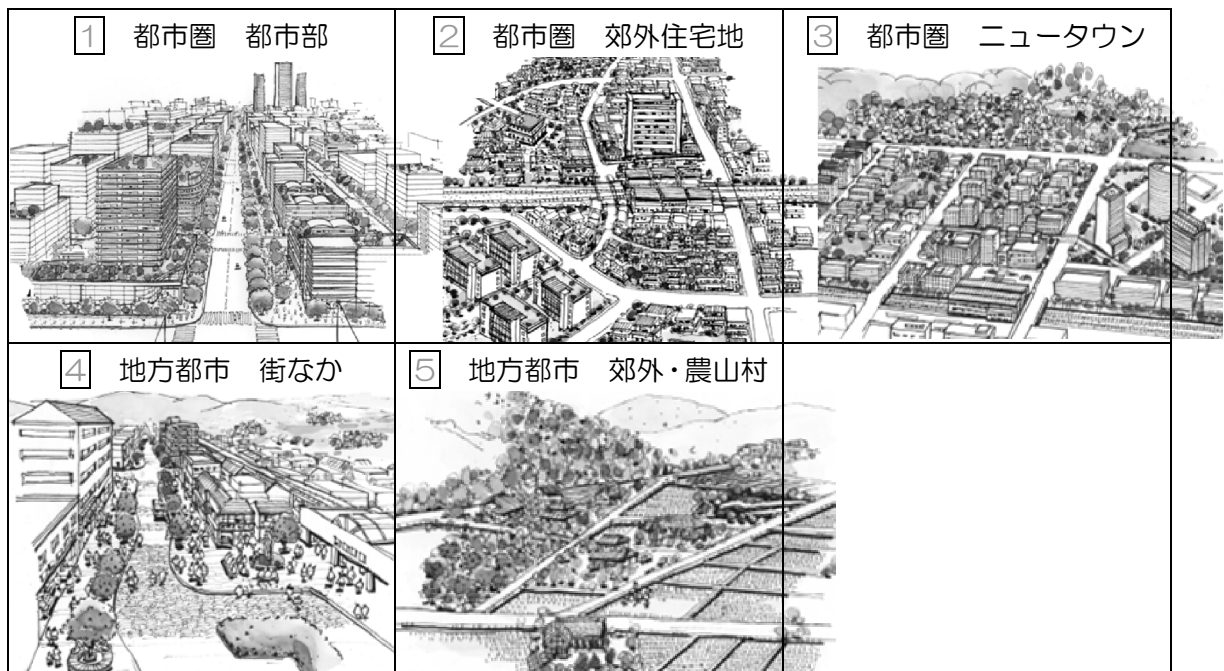 1 都市圏 都市部
2 都市圏 郊外住宅地
3 都市圏 ニュータウン
4 地方都市 街なか
5 地方都市 郊外・農山村